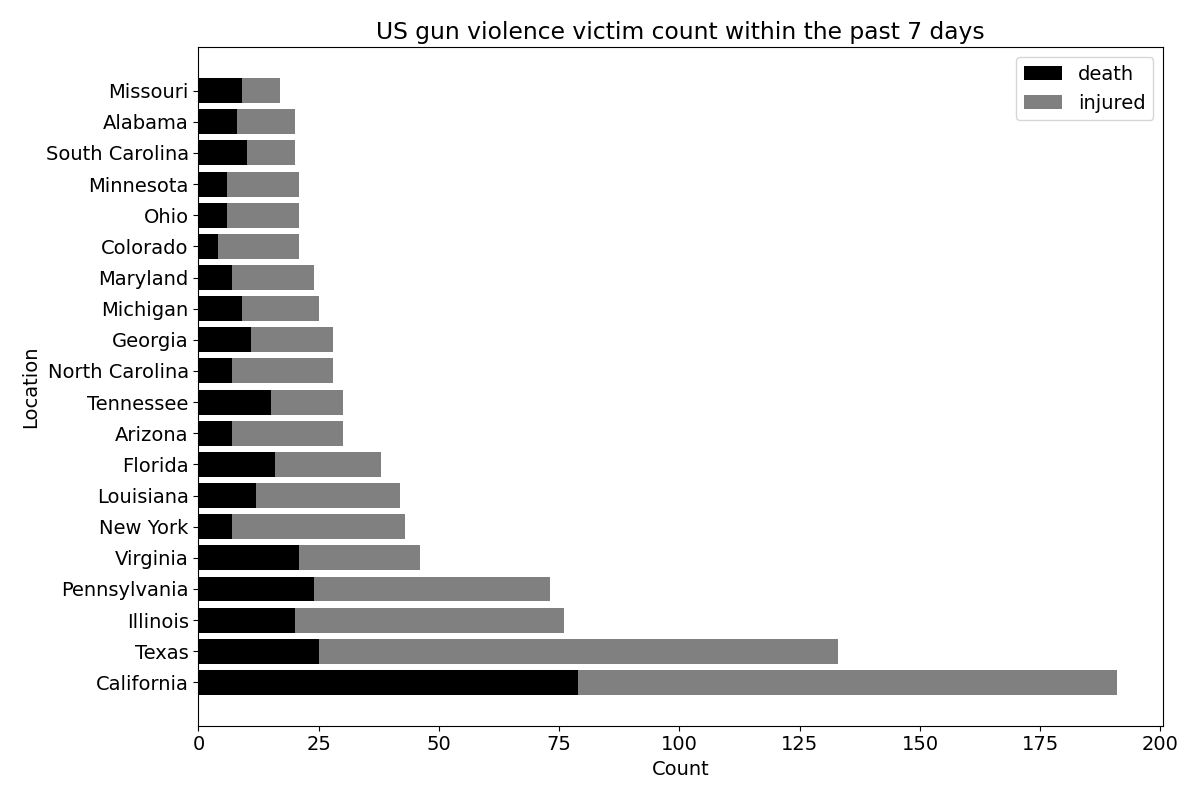 US gun violence victim count within the past 7 days
death
injured
Missouri
Alabama
South Carolina
Minnesota
Ohio
Colorado
Maryland
Michigan
Georgia
North Carolina
Tennessee
Arizona
Florida
Louisiana
New York
Virginia
Pennsylvania
Illinois
Texas
California
Location
0 25 50 75 100 125 150 175 200
Count